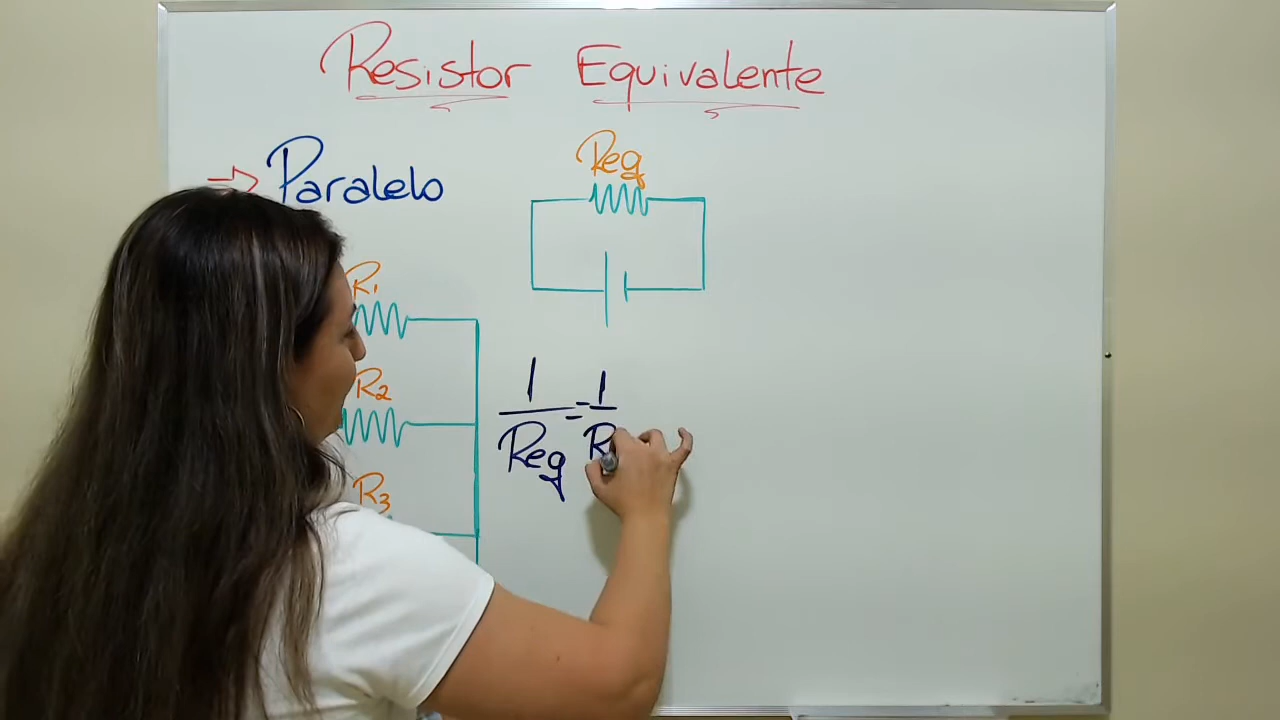 Resistor Equivalente
Paralelo
Req
R1
R2
R3
1/Req = 1/R